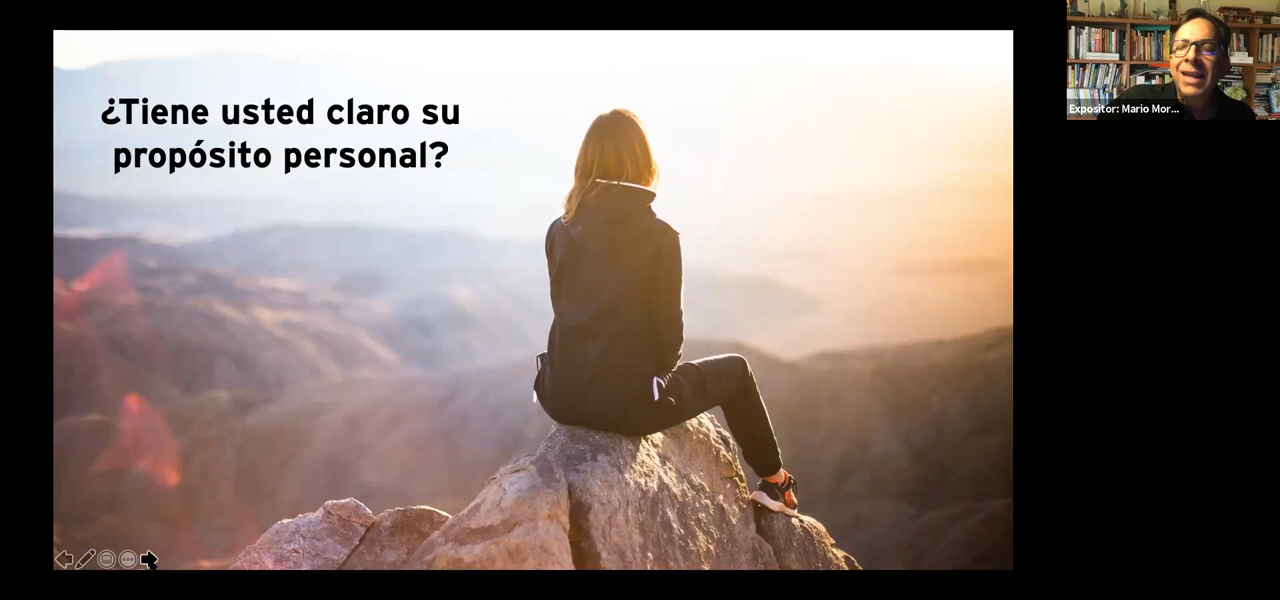 ¿Tiene usted claro su
propósito personal?
Expositor: Mario Mor...